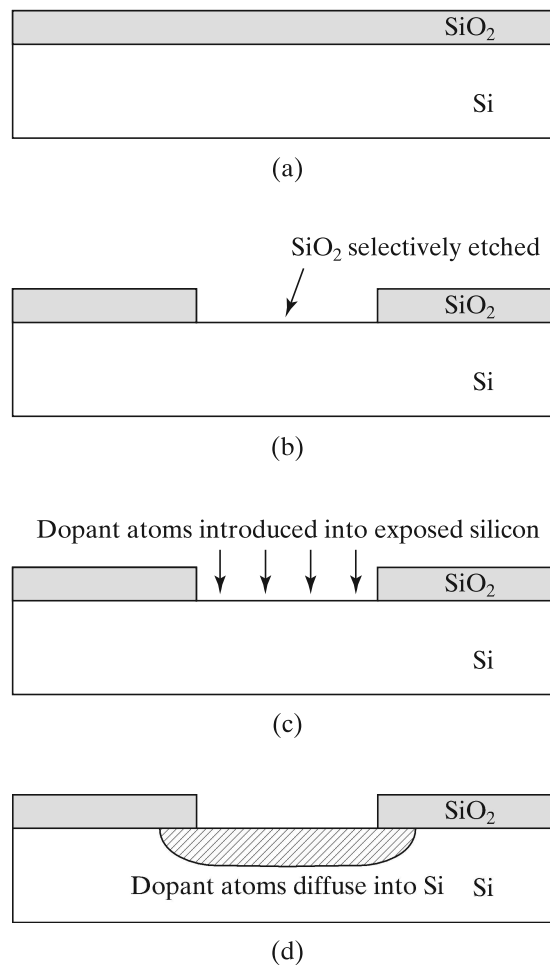 SiO₂
Si
(a)
SiO₂ selectively etched
SiO₂
Si
(b)
Dopant atoms introduced into exposed silicon
SiO₂
Si
(c)
SiO₂
Dopant atoms diffuse into Si
Si
(d)